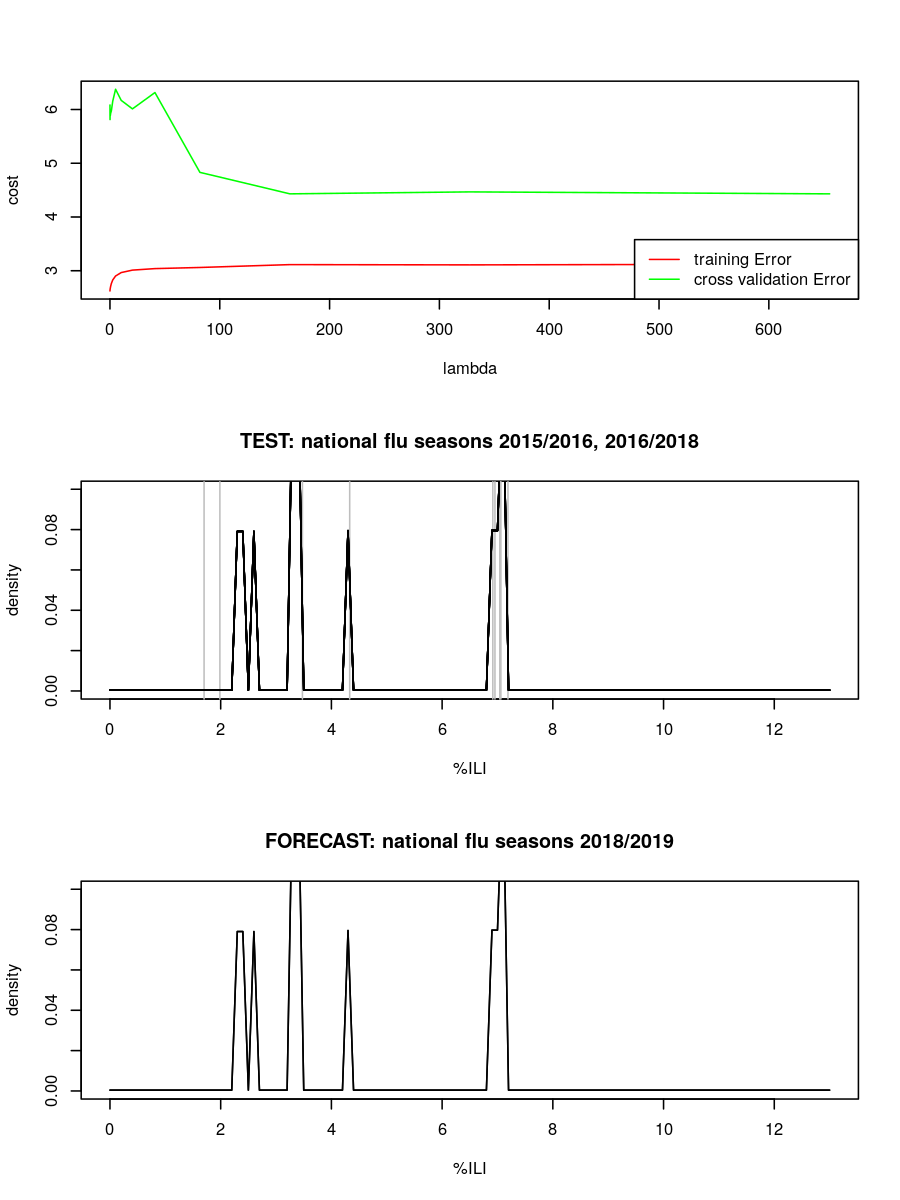 6
5
4
3
cost
training Error
cross validation Error
0 100 200 300 400 500 600
lambda
TEST: national flu seasons 2015/2016, 2016/2018
0.08
0.04
0.00
density
0 2 4 6 8 10 12
%ILI
FORECAST: national flu seasons 2018/2019
0.08
0.04
0.00
density
0 2 4 6 8 10 12
%ILI